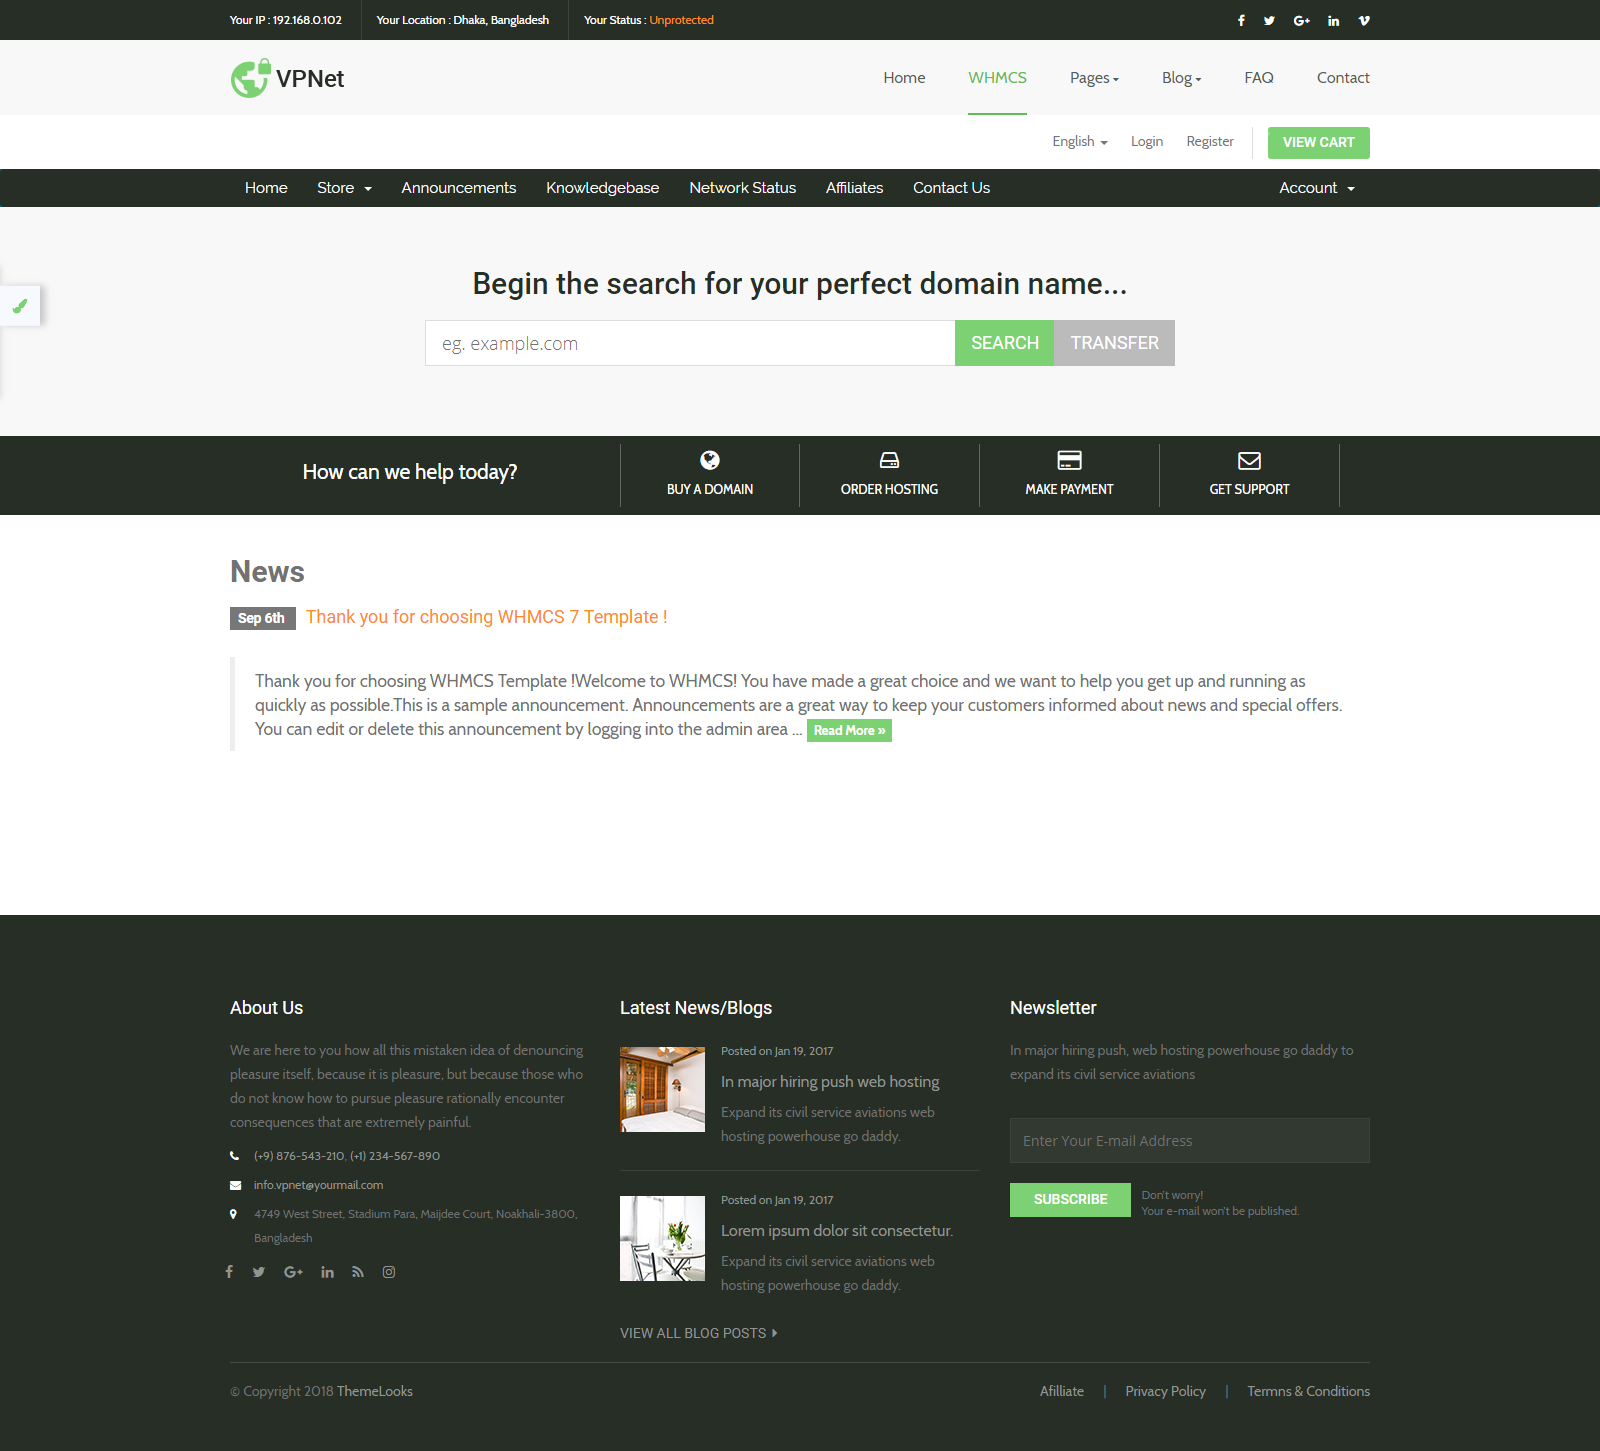 Your IP : 192.168.0.102
Your Location : Dhaka, Bangladesh
Your Status : Unprotected
VPNet
Home
WHMCS
Pages
Blog
FAQ
Contact
English
Login
Register
VIEW CART
Home
Store
Announcements
Knowledgebase
Network Status
Affiliates
Contact Us
Account
Begin the search for your perfect domain name...
eg. example.com
SEARCH
TRANSFER
How can we help today?
BUY A DOMAIN
ORDER HOSTING
MAKE PAYMENT
GET SUPPORT
News
Sep 6th
Thank you for choosing WHMCS 7 Template !
Thank you for choosing WHMCS Template !Welcome to WHMCS! You have made a great choice and we want to help you get up and running as
quickly as possible.This is a sample announcement. Announcements are a great way to keep your customers informed about news and special offers.
You can edit or delete this announcement by logging into the admin area ... Read More »
About Us
We are here to you how all this mistaken idea of denouncing
pleasure itself, because it is pleasure, but because those who
do not know how to pursue pleasure rationally encounter
consequences that are extremely painful.
(+9) 876-543-210, (+1) 234-567-890
info.vpnet@yourmail.com
4749 West Street, Stadium Para, Maijdee Court, Noakhali-3800,
Bangladesh
Latest News/Blogs
Posted on Jan 19, 2017
In major hiring push web hosting
Expand its civil service aviations web
hosting powerhouse go daddy.
Posted on Jan 19, 2017
Lorem ipsum dolor sit consectetur.
Expand its civil service aviations web
hosting powerhouse go daddy.
VIEW ALL BLOG POSTS
Newsletter
In major hiring push, web hosting powerhouse go daddy to
expand its civil service aviations
Enter Your E-mail Address
SUBSCRIBE
Don't worry!
Your e-mail won't be published.
© Copyright 2018 ThemeLooks
Afilliate | Privacy Policy | Termns & Conditions